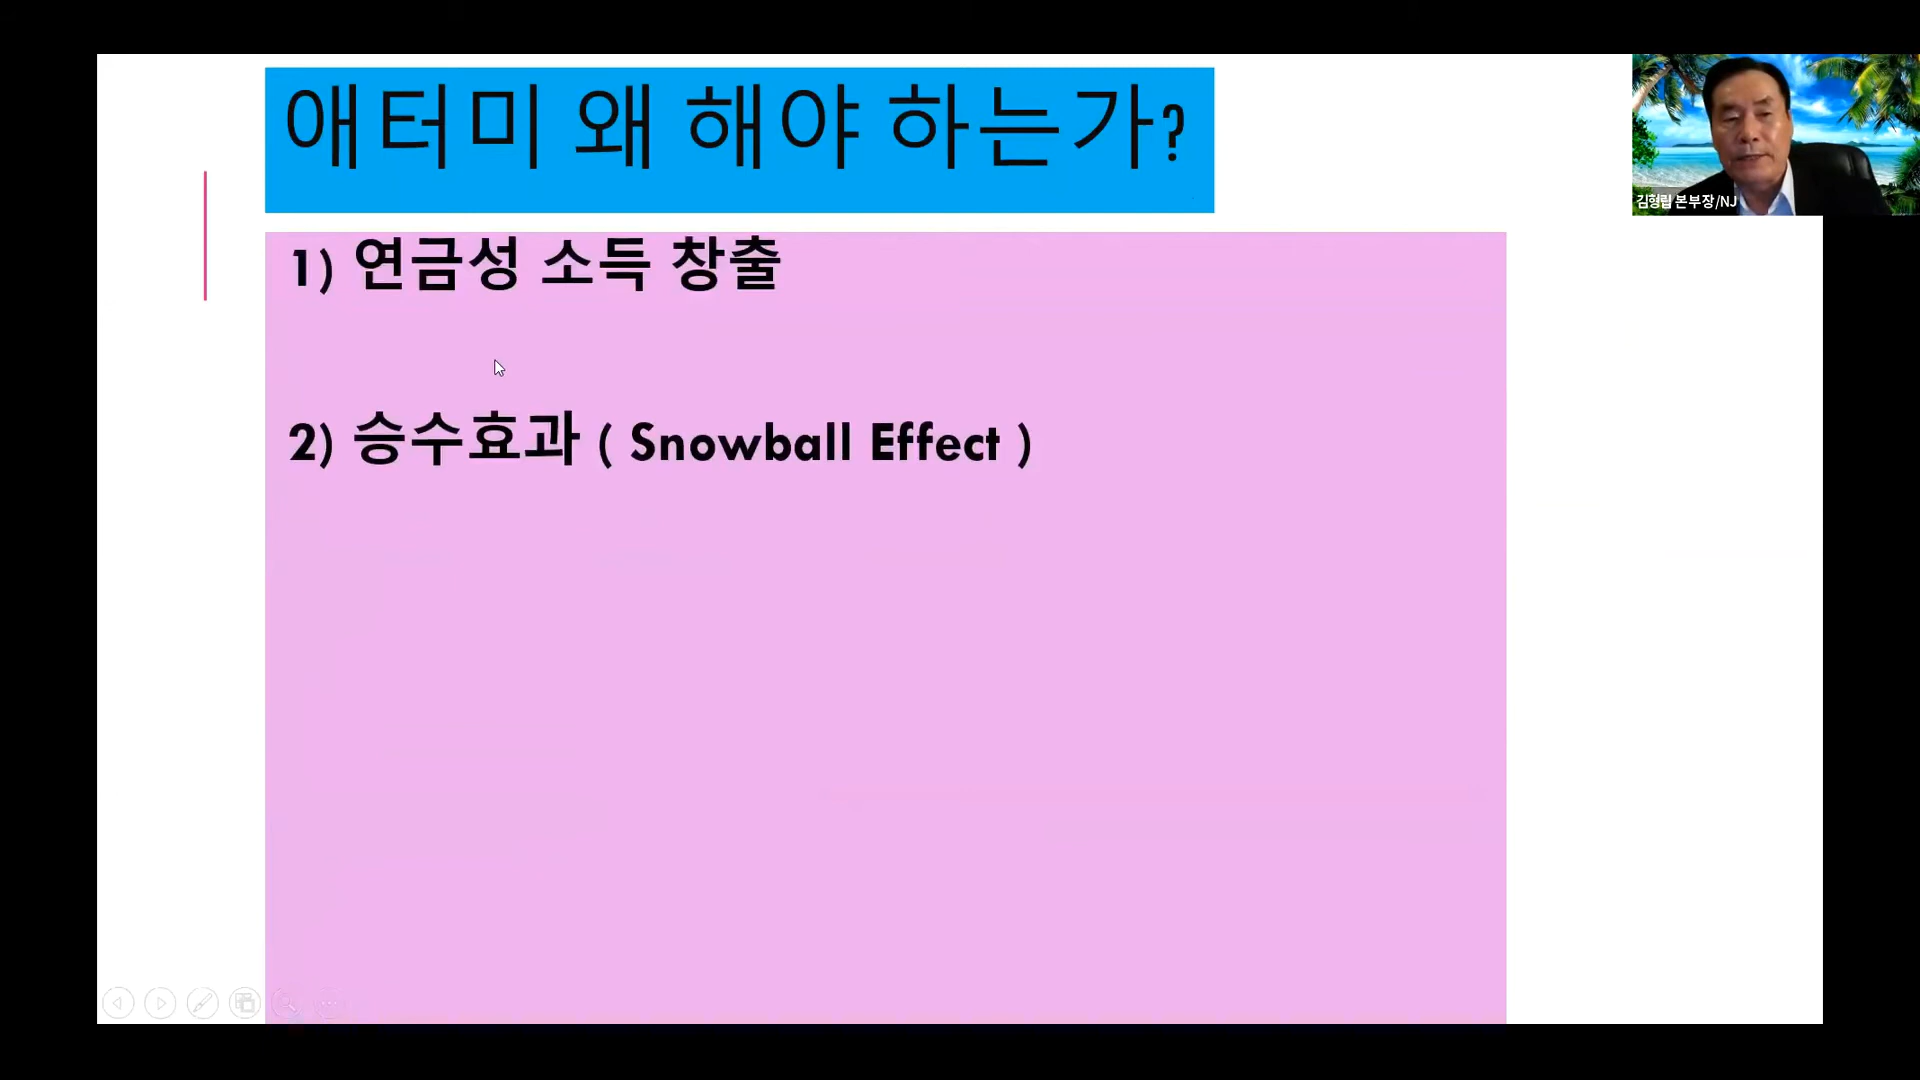 애터미 왜 해야 하는가?
김형립 본부장/NJ
1) 연금성 소득 창출
2) 승수효과 ( Snowball Effect )